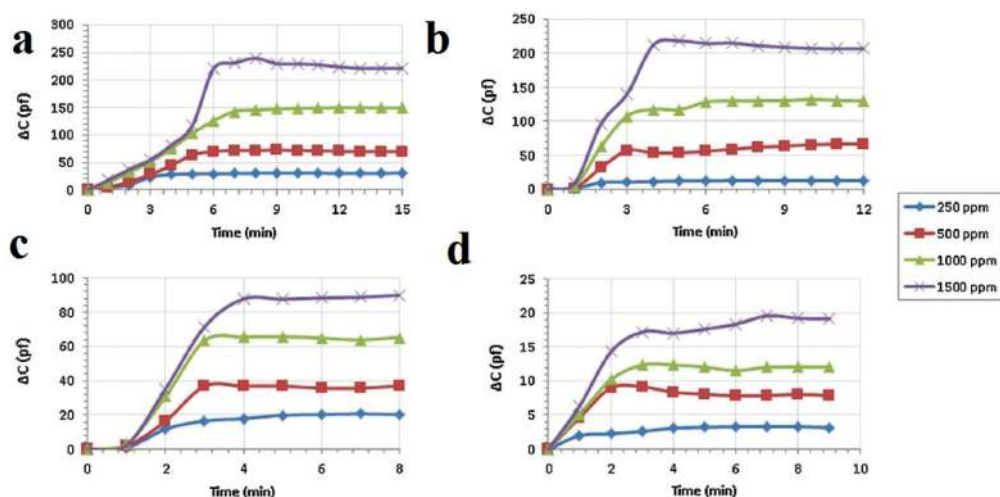 a
300
250
200
150
100
50
0
ΔC (pf)
0 3 6 9 12 15
Time (min)
b
250
200
150
100
50
0
ΔC (pf)
0 3 6 9 12
Time (min)
c
100
80
60
40
20
0
ΔC (pf)
0 2 4 6 8
Time (min)
d
25
20
15
10
5
0
ΔC (pf)
0 2 4 6 8 10
Time (min)
250 ppm
500 ppm
1000 ppm
1500 ppm